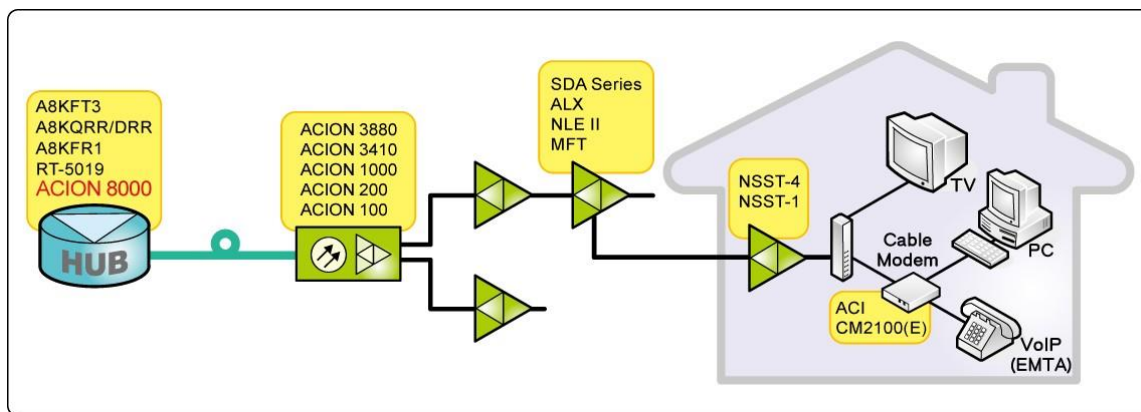 A8KFT3
A8KQRR/DRR
A8KFR1
RT-5019
ACION 8000
HUB
ACION 3880
ACION 3410
ACION 1000
ACION 200
ACION 100
SDA Series
ALX
NLE II
MFT
NSST-4
NSST-1
TV
PC
Cable
Modem
ACI
CM2100(E)
VoIP
(EMTA)